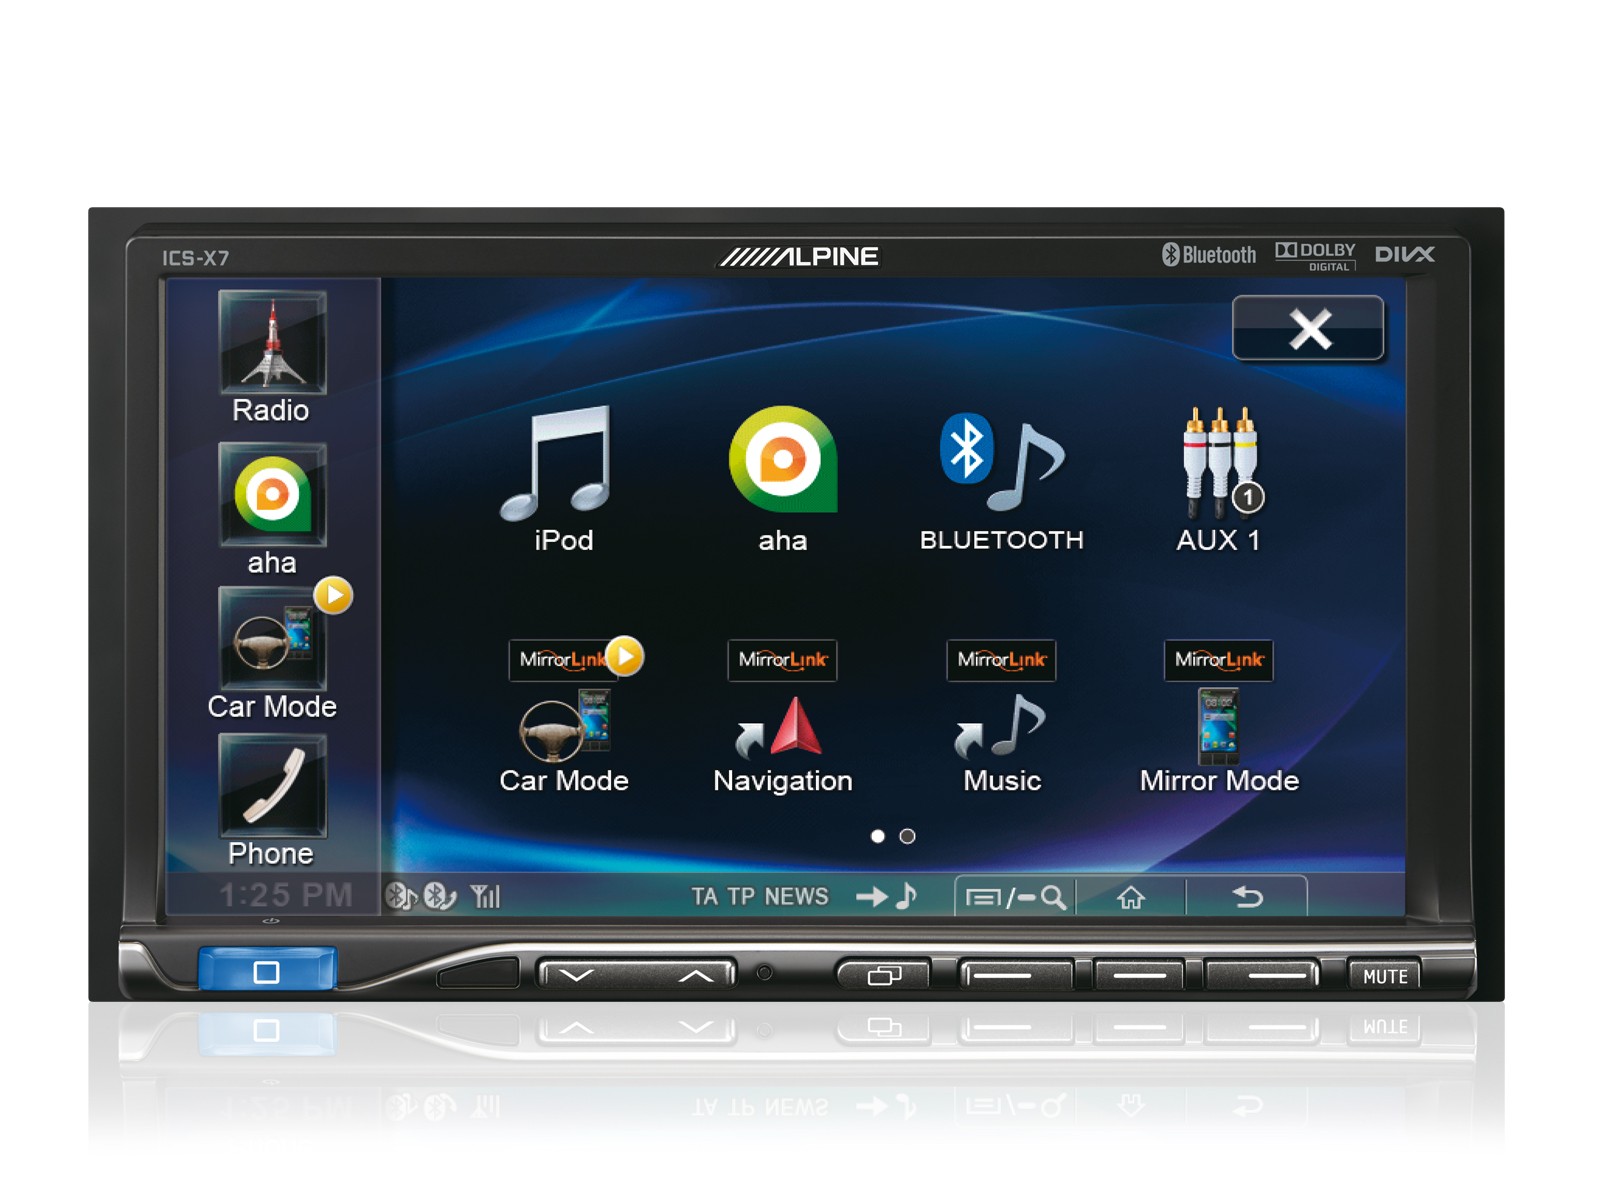 ICS-X7
ALPINE
Bluetooth
DOLBY
DIGITAL
DIVX
Radio
aha
Car Mode
Phone
1:25 PM
iPod
aha
BLUETOOTH
AUX 1
1
MirrorLink
MirrorLink
MirrorLink
MirrorLink
Car Mode
Navigation
Music
Mirror Mode
TA TP NEWS
MUTE